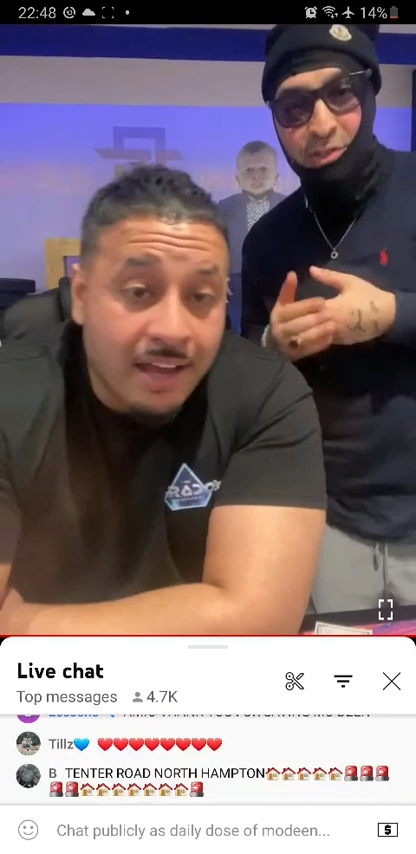 22:48
14%
Live chat
Top messages 4.7K
Tillz💙 ❤️❤️❤️❤️❤️❤️❤️❤️
B TENTER ROAD NORTH HAMPTON🏠🏠🏠🏠🏠🚨🚨🚨
🚨🚨🏠🏠🏠🏠🏠🏠🏠🚨
Chat publicly as daily dose of modeen...